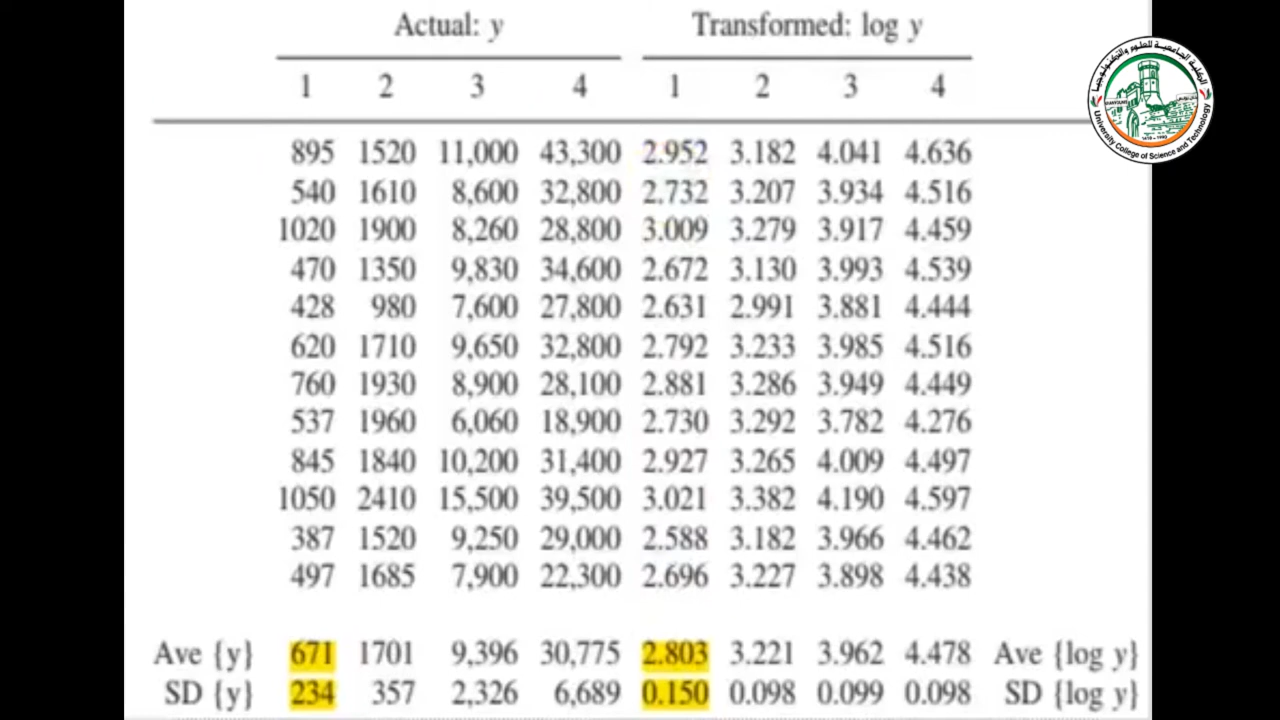 Actual: y Transformed: log y
1 2 3 4 1 2 3 4
895 1520 11,000 43,300 2.952 3.182 4.041 4.636
540 1610 8,600 32,800 2.732 3.207 3.934 4.516
1020 1900 8,260 28,800 3.009 3.279 3.917 4.459
470 1350 9,830 34,600 2.672 3.130 3.993 4.539
428 980 7,600 27,800 2.631 2.991 3.881 4.444
620 1710 9,650 32,800 2.792 3.233 3.985 4.516
760 1930 8,900 28,100 2.881 3.286 3.949 4.449
537 1960 6,060 18,900 2.730 3.292 3.782 4.276
845 1840 10,200 31,400 2.927 3.265 4.009 4.497
1050 2410 15,500 39,500 3.021 3.382 4.190 4.597
387 1520 9,250 29,000 2.588 3.182 3.966 4.462
497 1685 7,900 22,300 2.696 3.227 3.898 4.438
Ave {y} 671 1701 9,396 30,775 2.803 3.221 3.962 4.478 Ave {log y}
SD {y} 234 357 2,326 6,689 0.150 0.098 0.099 0.098 SD {log y}
الكلية الجامعية للعلوم والتكنولوجيا
University College of Science and Technology